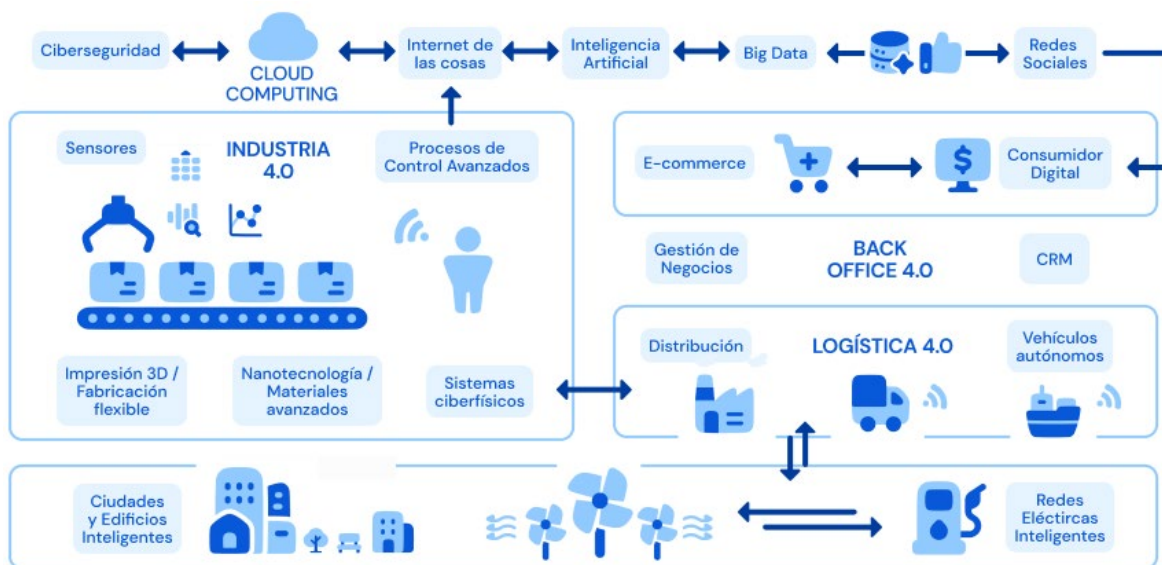 Ciberseguridad
CLOUD
COMPUTING
Internet de
las cosas
Inteligencia
Artificial
Big Data
Redes
Sociales
Sensores
INDUSTRIA
4.0
Procesos de
Control Avanzados
E-commerce
$
Consumidor
Digital
Gestión de
Negocios
BACK
OFFICE 4.0
CRM
Impresión 3D /
Fabricación
flexible
Nanotecnología /
Materiales
avanzados
Sistemas
ciberfísicos
Distribución
LOGÍSTICA 4.0
Vehículos
autónomos
Ciudades
y Edificios
Inteligentes
Redes
Eléctircas
Inteligentes